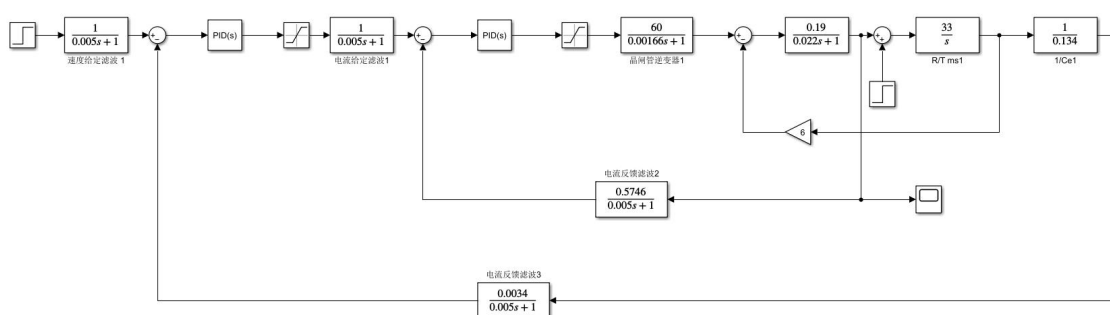 1
0.005s + 1
速度给定滤波 1
PID(s)
1
0.005s + 1
电流给定滤波1
PID(s)
60
0.00166s + 1
晶闸管逆变器1
0.19
0.022s + 1
33
s
R/T ms1
1
0.134
1/Ce1
6
电流反馈滤波2
0.5746
0.005s + 1
电流反馈滤波3
0.0034
0.005s + 1